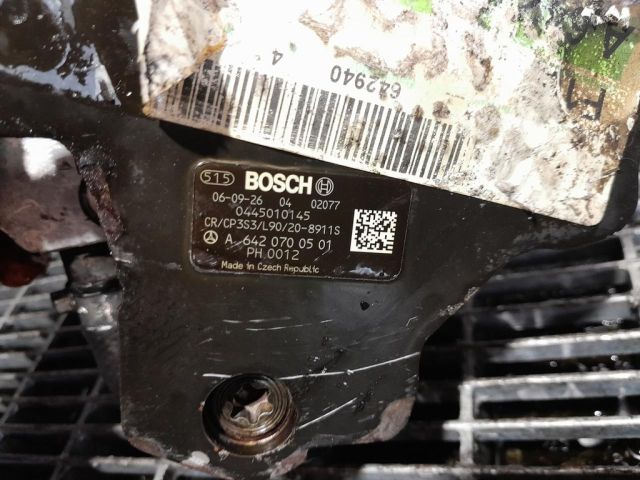 642940
4
515 BOSCH
06-09-26 04 02077
0445010145
CR/CP3S3/L90/20-8911S
A 642 070 05 01
PH 0012
Made in Czech Republic